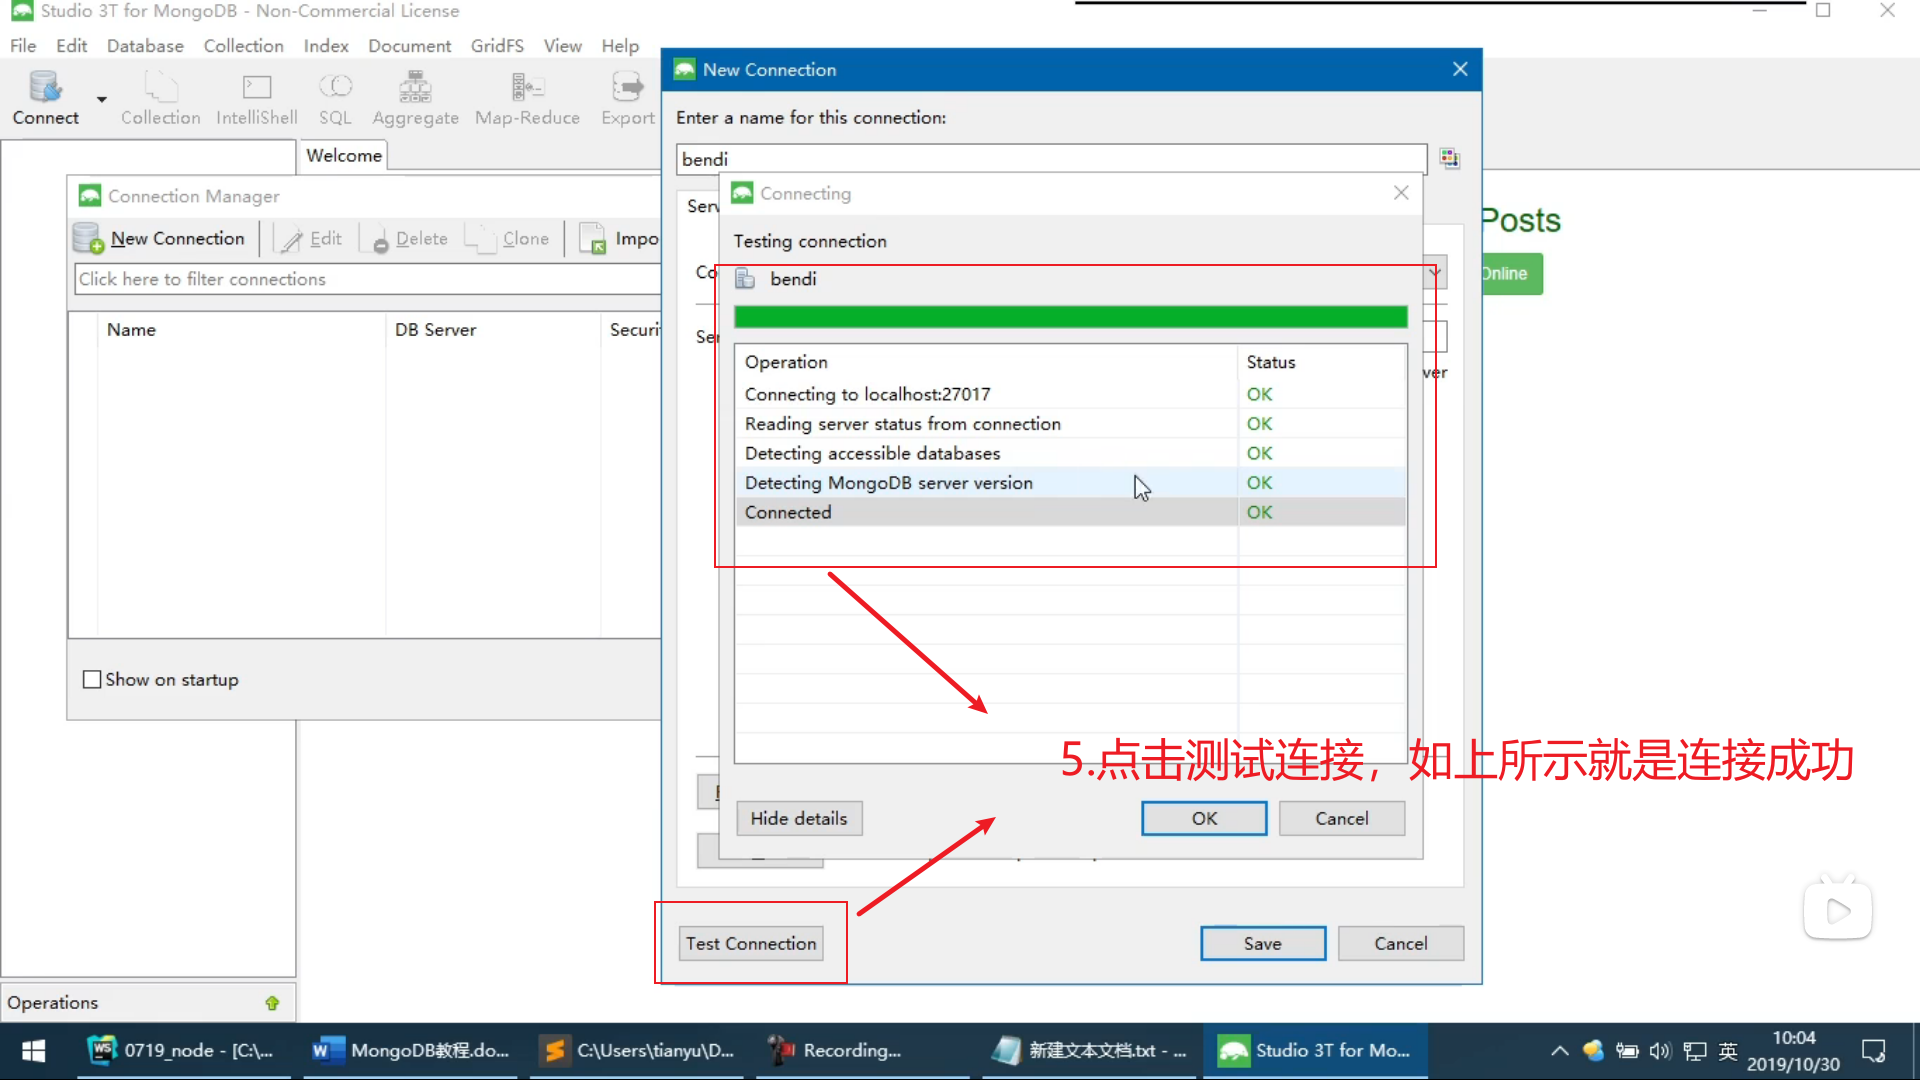 Studio 3T for MongoDB - Non-Commercial License
File Edit Database Collection Index Document GridFS View Help
Connect Collection IntelliShell SQL Aggregate Map-Reduce Export
Welcome
Connection Manager
New Connection Edit Delete Clone Impo
Click here to filter connections
Name DB Server Securi
Show on startup
Operations
New Connection
Enter a name for this connection:
bendi
Serv
Co
Ser
ver
Connecting
Testing connection
bendi
Operation Status
Connecting to localhost:27017 OK
Reading server status from connection OK
Detecting accessible databases OK
Detecting MongoDB server version OK
Connected OK
Hide details OK Cancel
Test Connection Save Cancel
Posts
Online
5.点击测试连接，如上所示就是连接成功
0719_node - [C:\... MongoDB教程.do... C:\Users\tianyu\D... Recording... 新建文本文档.txt - ... Studio 3T for Mo...
英
10:04
2019/10/30